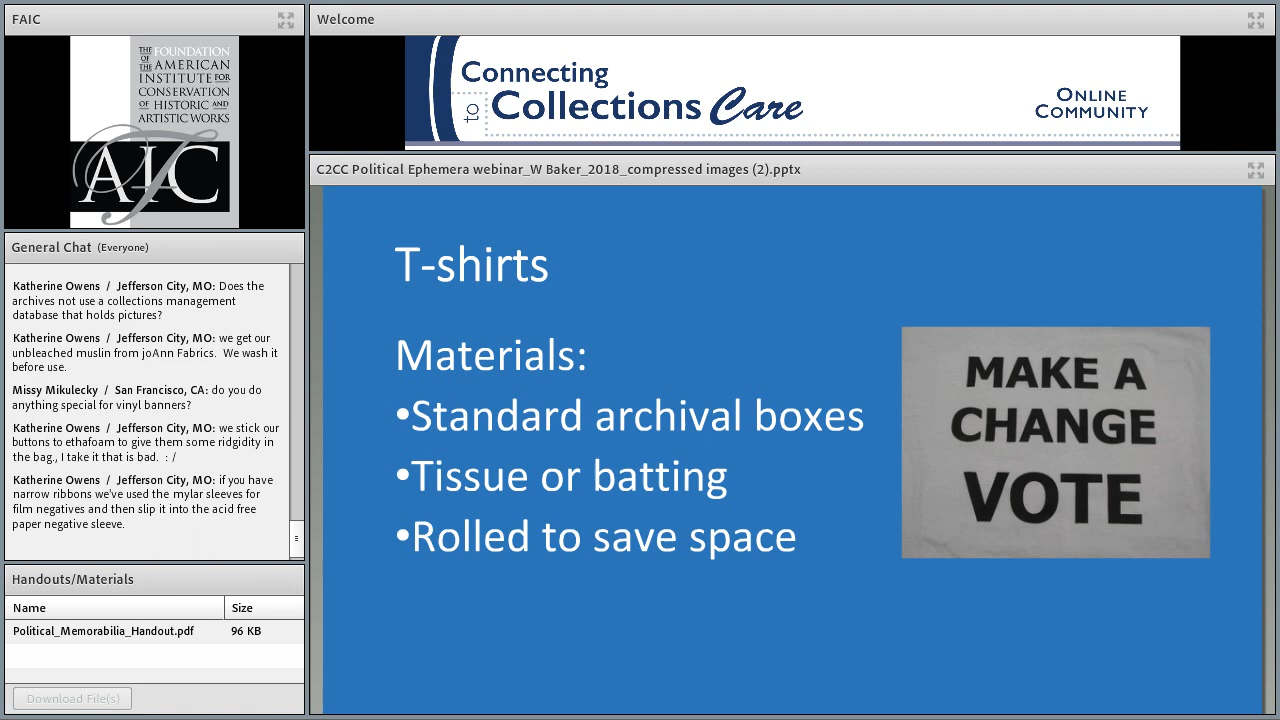 FAIC
THE FOUNDATION
OF THE AMERICAN
INSTITUTE FOR
CONSERVATION
OF HISTORIC AND
ARTISTIC WORKS
AIC
General Chat (Everyone)
Katherine Owens / Jefferson City, MO: Does the
archives not use a collections management
database that holds pictures?
Katherine Owens / Jefferson City, MO: we get our
unbleached muslin from joAnn Fabrics. We wash it
before use.
Missy Mikulecky / San Francisco, CA: do you do
anything special for vinyl banners?
Katherine Owens / Jefferson City, MO: we stick our
buttons to ethafoam to give them some ridgidity in
the bag., I take it that is bad. : /
Katherine Owens / Jefferson City, MO: if you have
narrow ribbons we've used the mylar sleeves for
film negatives and then slip it into the acid free
paper negative sleeve.
Handouts/Materials
Name Size
Political_Memorabilia_Handout.pdf 96 KB
Download File(s)
Welcome
Connecting
to Collections Care
ONLINE
COMMUNITY
C2CC Political Ephemera webinar_W Baker_2018_compressed images (2).pptx
T-shirts
Materials:
•Standard archival boxes
•Tissue or batting
•Rolled to save space
MAKE A
CHANGE
VOTE